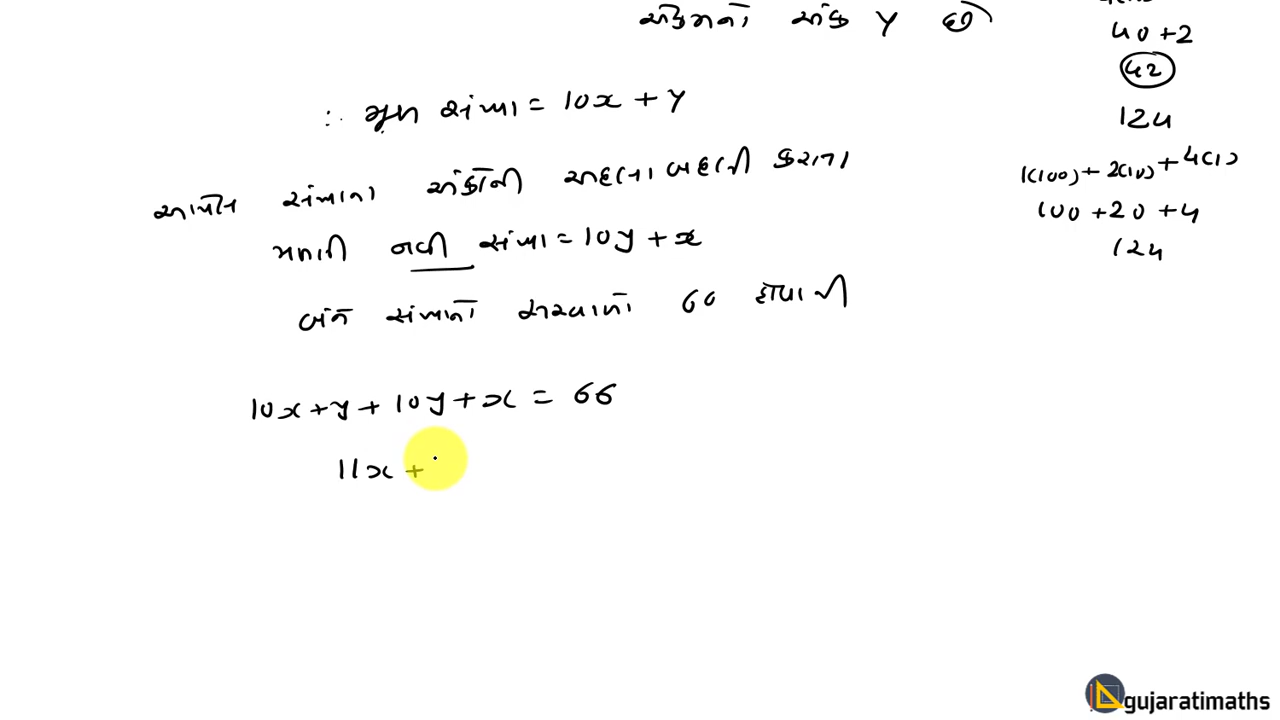 એકમનો અંક y છે
40 + 2
42
124
1(100) + 2(10) + 4(1)
100 + 20 + 4
124
∴ મૂળ સંખ્યા = 10x + y
સંખ્યાના અંકોની અદલા બદલી કરતા
મળતી નવી સંખ્યા = 10y + x
બંને સંખ્યાનો સરવાળો 66 હોવાની
10x + y + 10y + x = 66
11x +
gujaratimaths